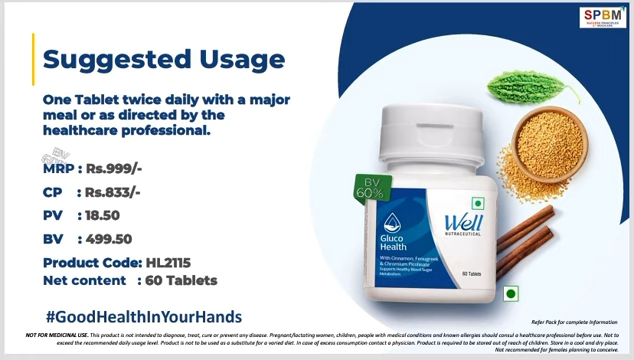 SPBM
Suggested Usage
One Tablet twice daily with a major
meal or as directed by the
healthcare professional.
MRP : Rs.999/-
CP : Rs.833/-
PV : 18.50
BV : 499.50
Product Code: HL2115
Net content : 60 Tablets
#GoodHealthInYourHands
BV
60%
Gluco
Health
With Cinnamon, Fenugreek
& Chromium Picolinate
Supports Healthy Blood Sugar
Metabolism.
Well
NUTRACEUTICAL
60 Tablets
Refer Pack for complete Information
NOT FOR MEDICINAL USE. This product is not intended to diagnose, treat, cure or prevent any disease. Pregnant/lactating women, children, people with medical conditions and known allergies should consul a healthcare professional before use. Not to
exceed the recommended daily usage level. Product is not to be used as a substitute for a varied diet. In case of excess consumption contact a physician. Product is required to be stored out of reach of children. Store in a cool and dry place.
Not recommended for females planning to conceive.